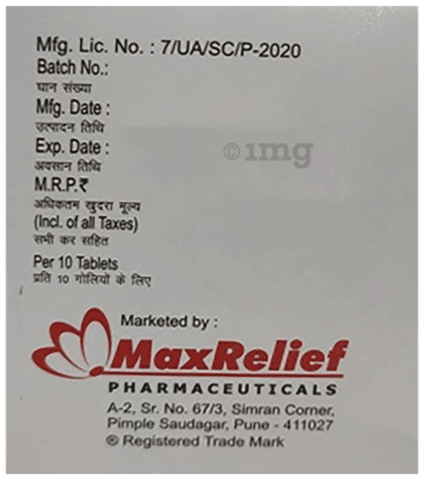 Mfg. Lic. No. : 7/UA/SC/P-2020
Batch No.:
घान संख्या
Mfg. Date :
उत्पादन तिथि
Exp. Date :
अवसान तिथि
M.R.P.₹
अधिकतम खुदरा मूल्य
(Incl. of all Taxes)
सभी कर सहित
Per 10 Tablets
प्रति 10 गोलियों के लिए
©1mg
Marketed by :
MaxRelief
PHARMACEUTICALS
A-2, Sr. No. 67/3, Simran Corner,
Pimple Saudagar, Pune - 411027
® Registered Trade Mark